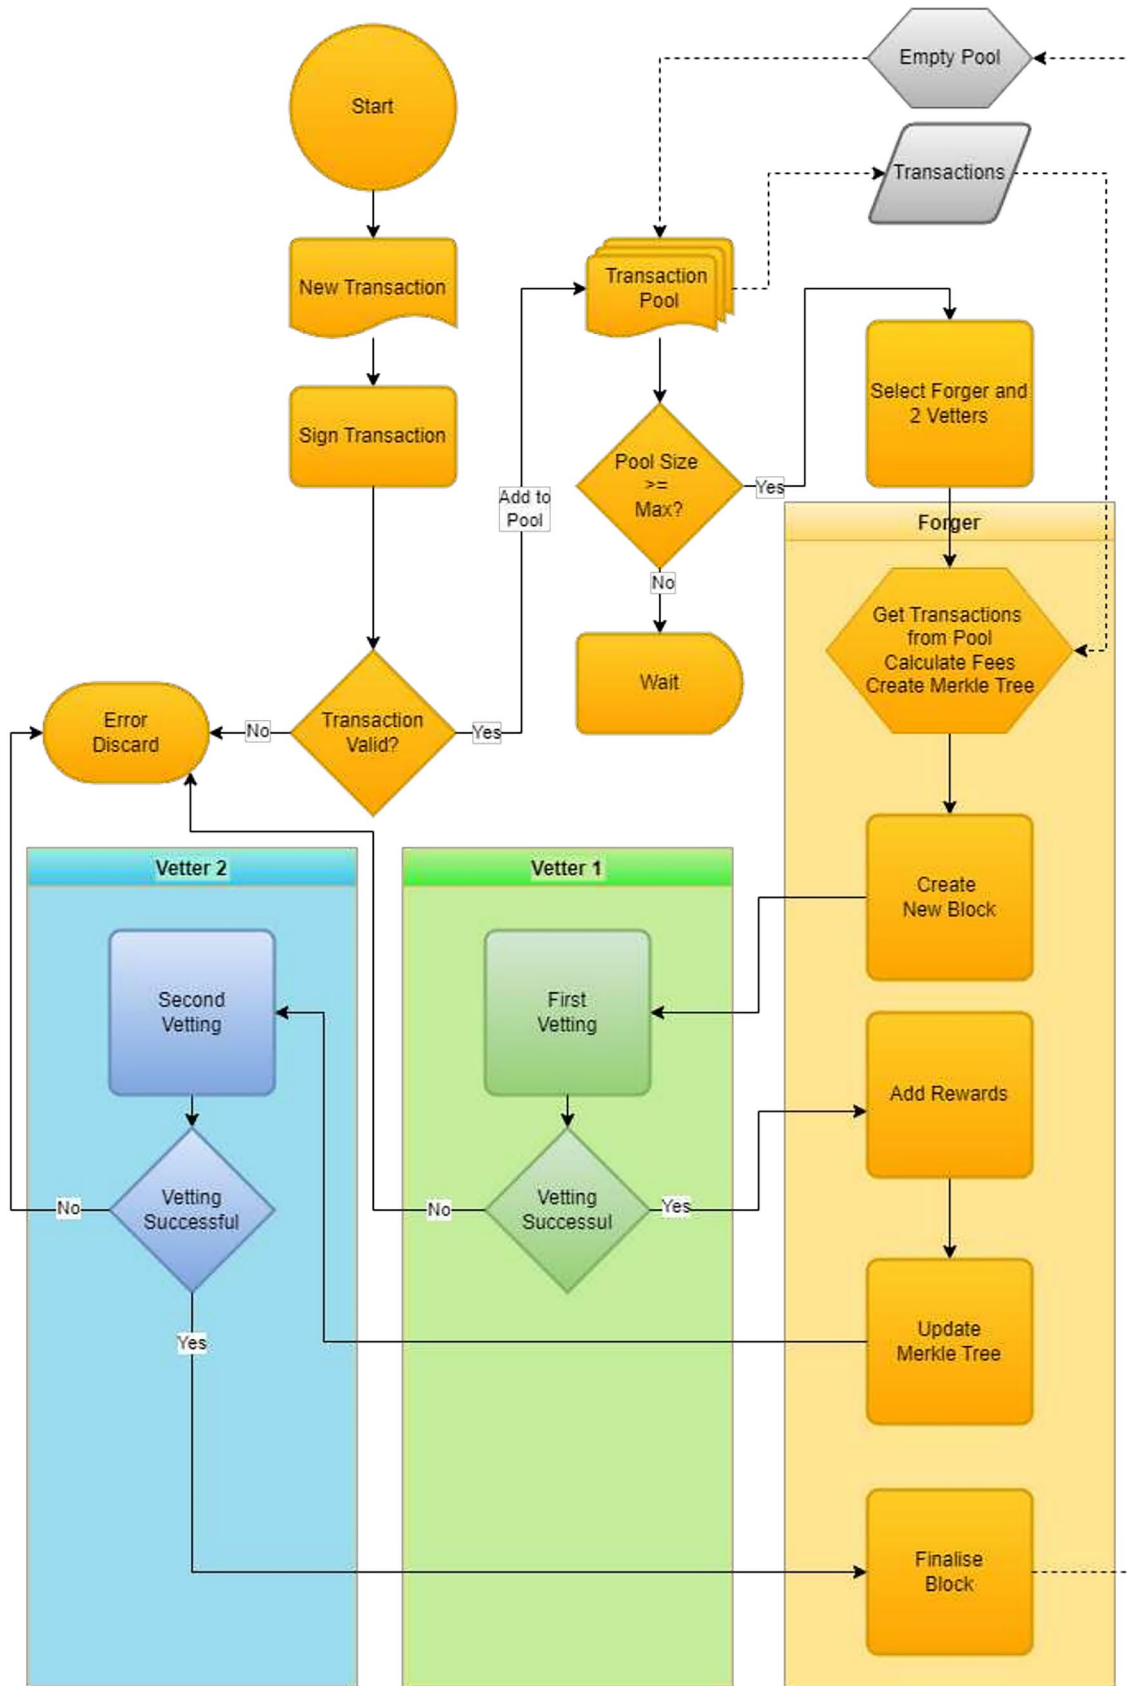 Start
Empty Pool
Transactions
New Transaction
Transaction
Pool
Sign Transaction
Select Forger and
2 Vetters
Add to
Pool
Pool Size
>=
Max?
Yes
No
Wait
Forger
Get Transactions
from Pool
Calculate Fees
Create Merkle Tree
Error
Discard
No
Transaction
Valid?
Yes
Vetter 2
Vetter 1
Create
New Block
Second
Vetting
First
Vetting
Add Rewards
No
Vetting
Successful
No
Vetting
Successul
Yes
Yes
Update
Merkle Tree
Finalise
Block